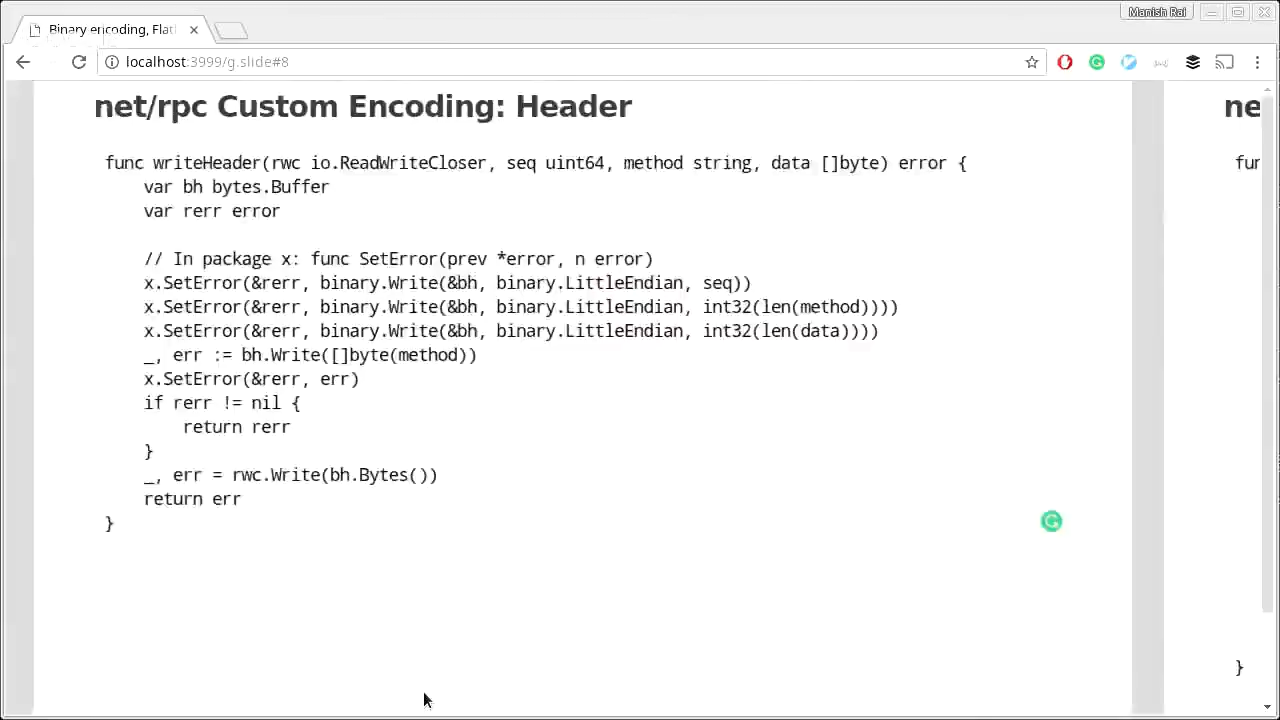 Manish Rai
Binary encoding, Flat
localhost:3999/g.slide#8
net/rpc Custom Encoding: Header
func writeHeader(rwc io.ReadWriteCloser, seq uint64, method string, data []byte) error {
var bh bytes.Buffer
var rerr error
// In package x: func SetError(prev *error, n error)
x.SetError(&rerr, binary.Write(&bh, binary.LittleEndian, seq))
x.SetError(&rerr, binary.Write(&bh, binary.LittleEndian, int32(len(method))))
x.SetError(&rerr, binary.Write(&bh, binary.LittleEndian, int32(len(data))))
_, err := bh.Write([]byte(method))
x.SetError(&rerr, err)
if rerr != nil {
return rerr
}
_, err = rwc.Write(bh.Bytes())
return err
}
ne
fun
}